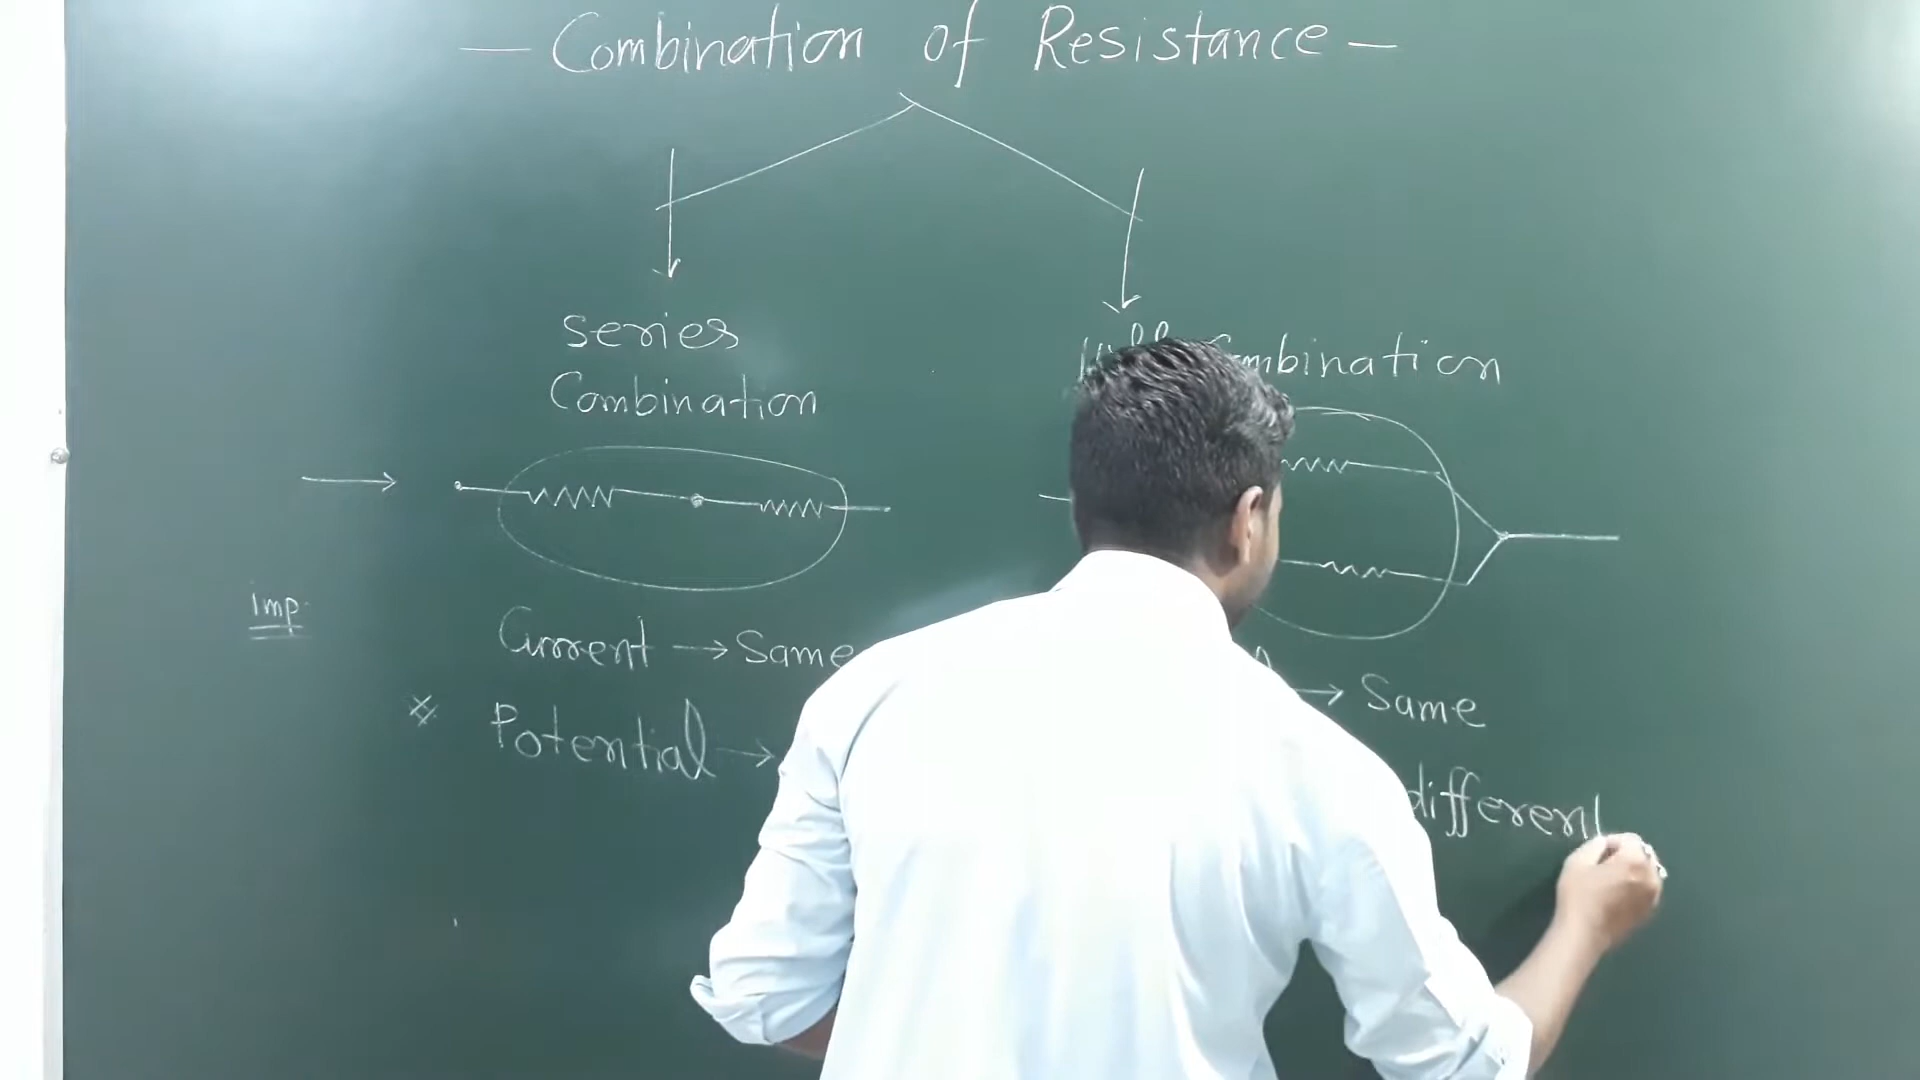 — Combination of Resistance —
Series
Combination
Combination
imp.
Current → Same
→ Same
* Potential →
different